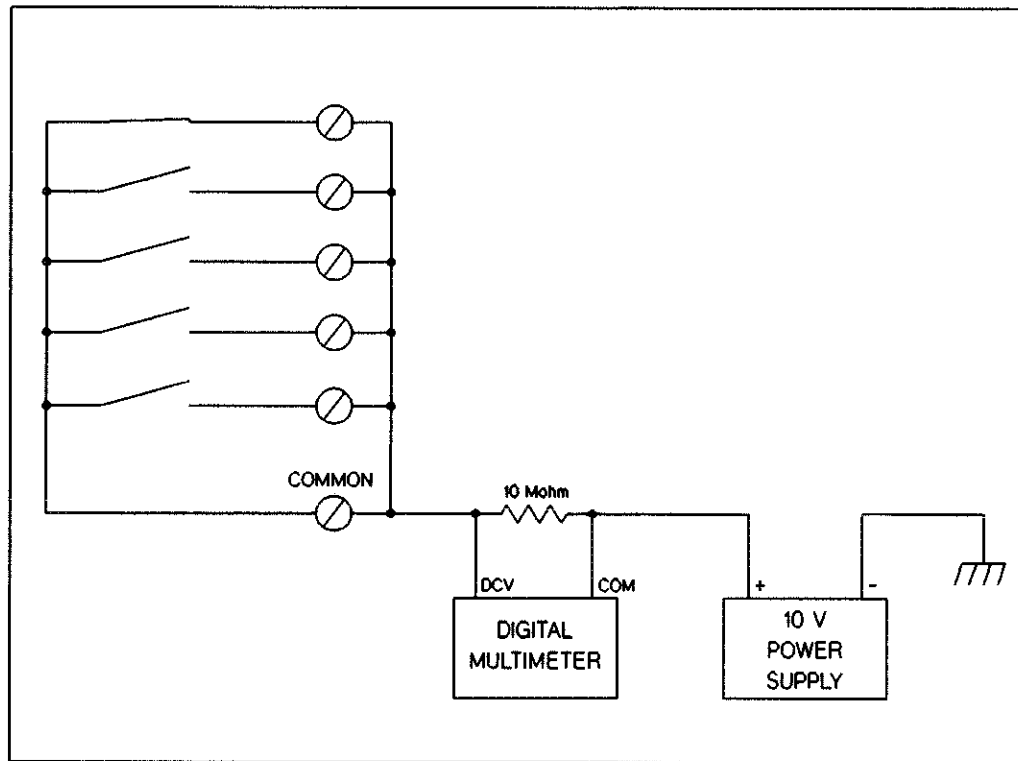 COMMON
10 Mohm
DCV
COM
+
-
DIGITAL
MULTIMETER
10 V
POWER
SUPPLY